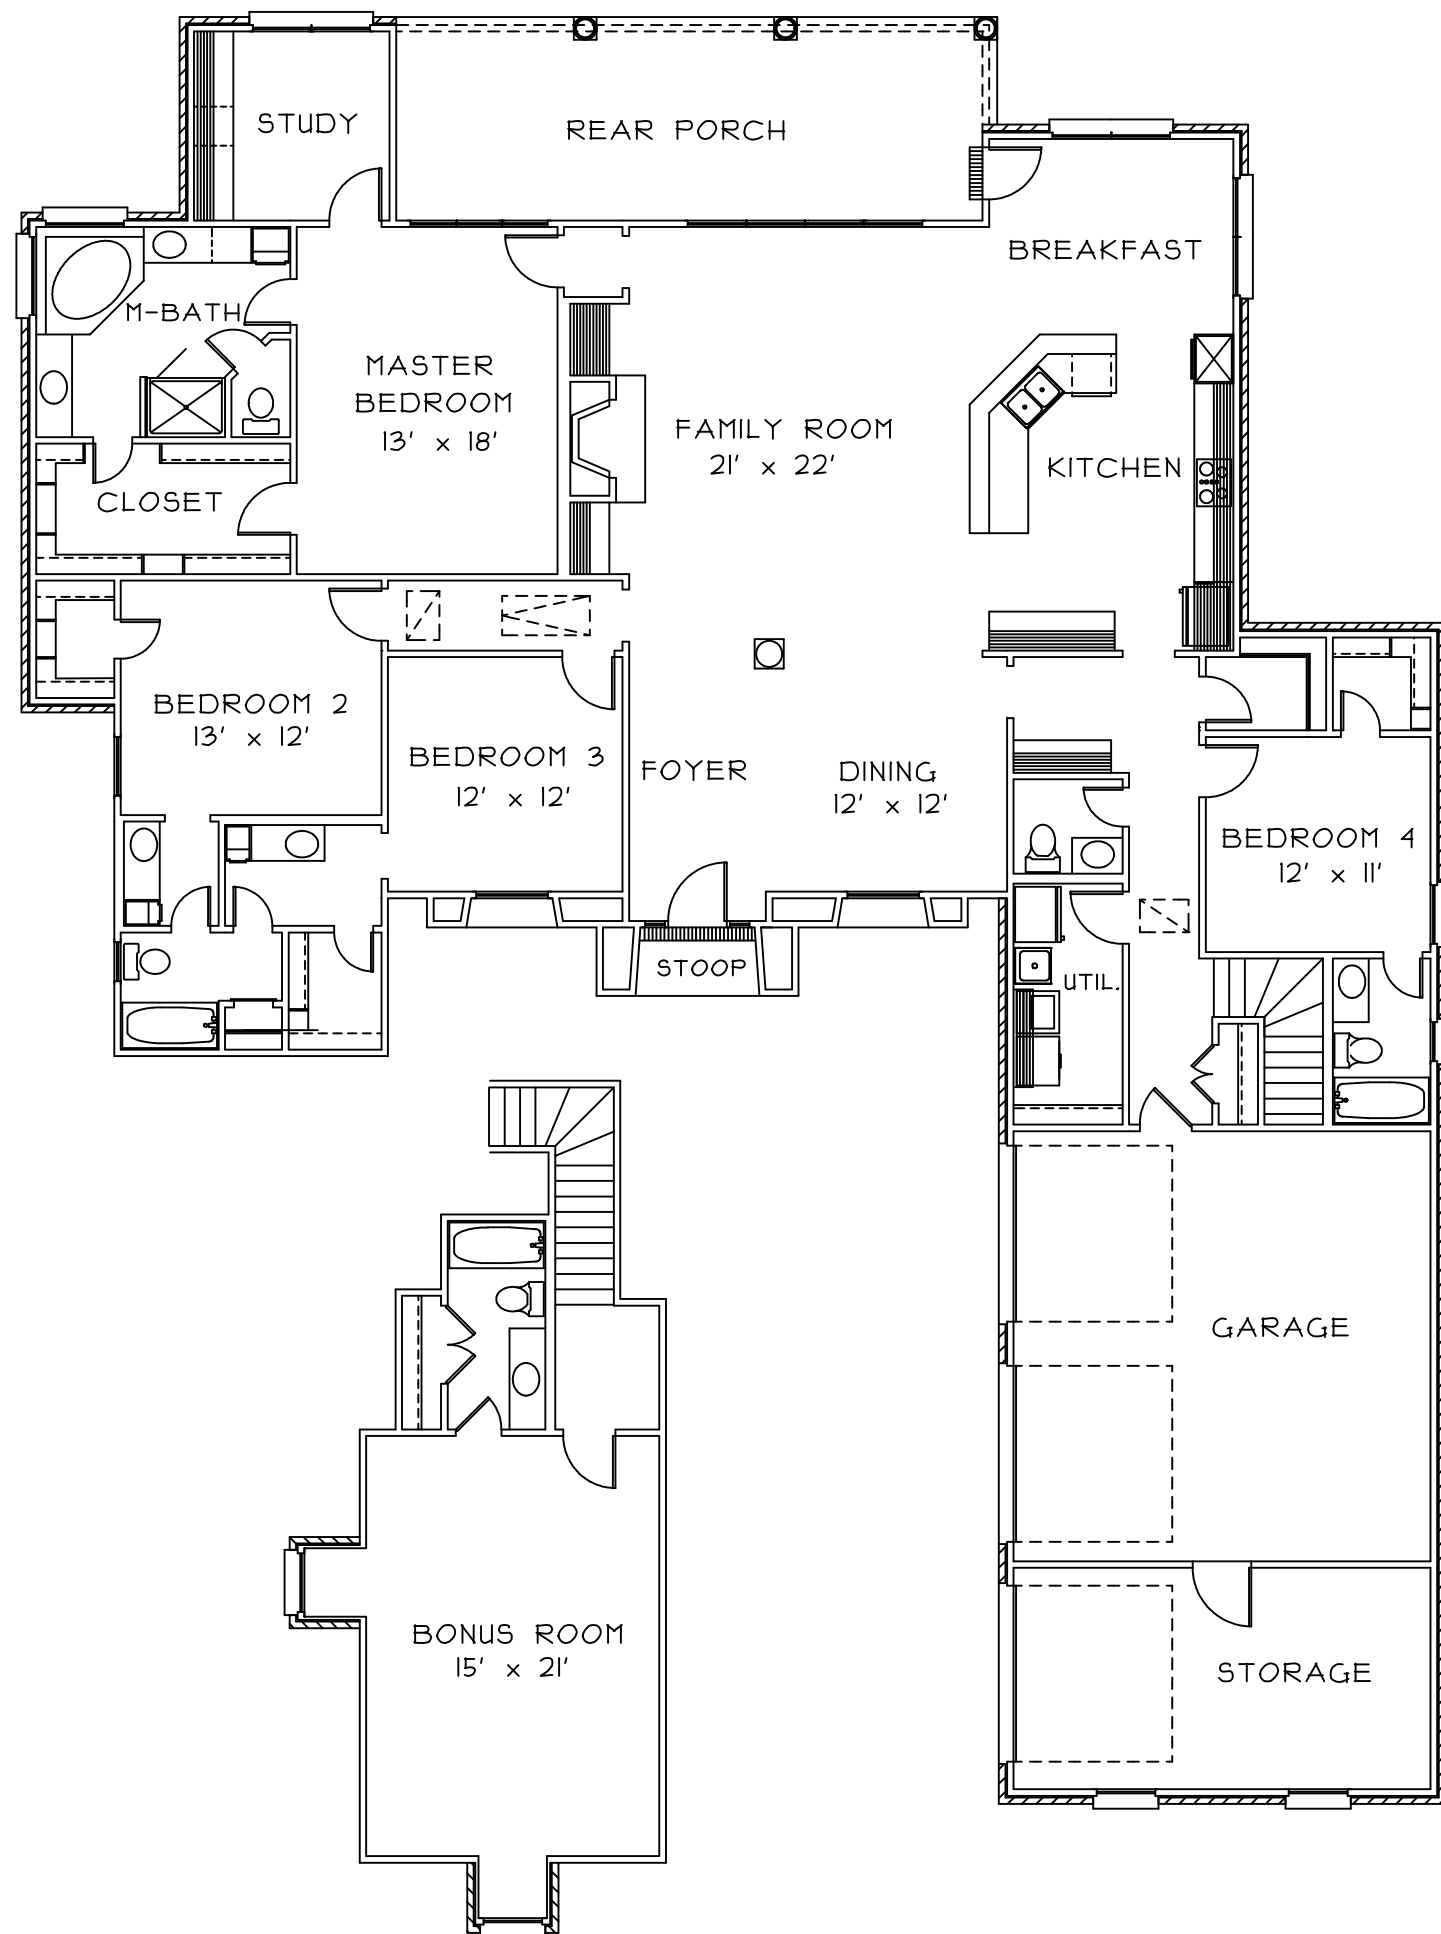 STUDY
REAR PORCH
BREAKFAST
M-BATH
MASTER
BEDROOM
13' x 18'
FAMILY ROOM
21' x 22'
KITCHEN
CLOSET
BEDROOM 2
13' x 12'
BEDROOM 3
12' x 12'
FOYER
DINING
12' x 12'
BEDROOM 4
12' x 11'
STOOP
UTIL.
GARAGE
BONUS ROOM
15' x 21'
STORAGE